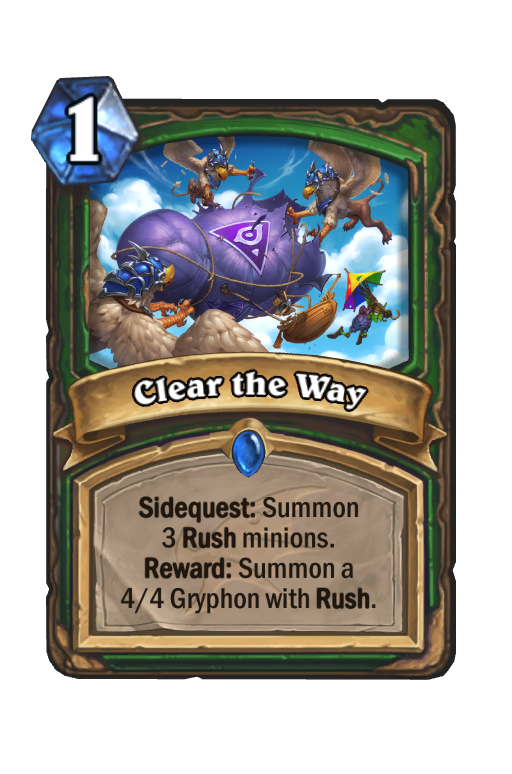 1
Clear the Way
Sidequest: Summon
3 Rush minions.
Reward: Summon a
4/4 Gryphon with Rush.